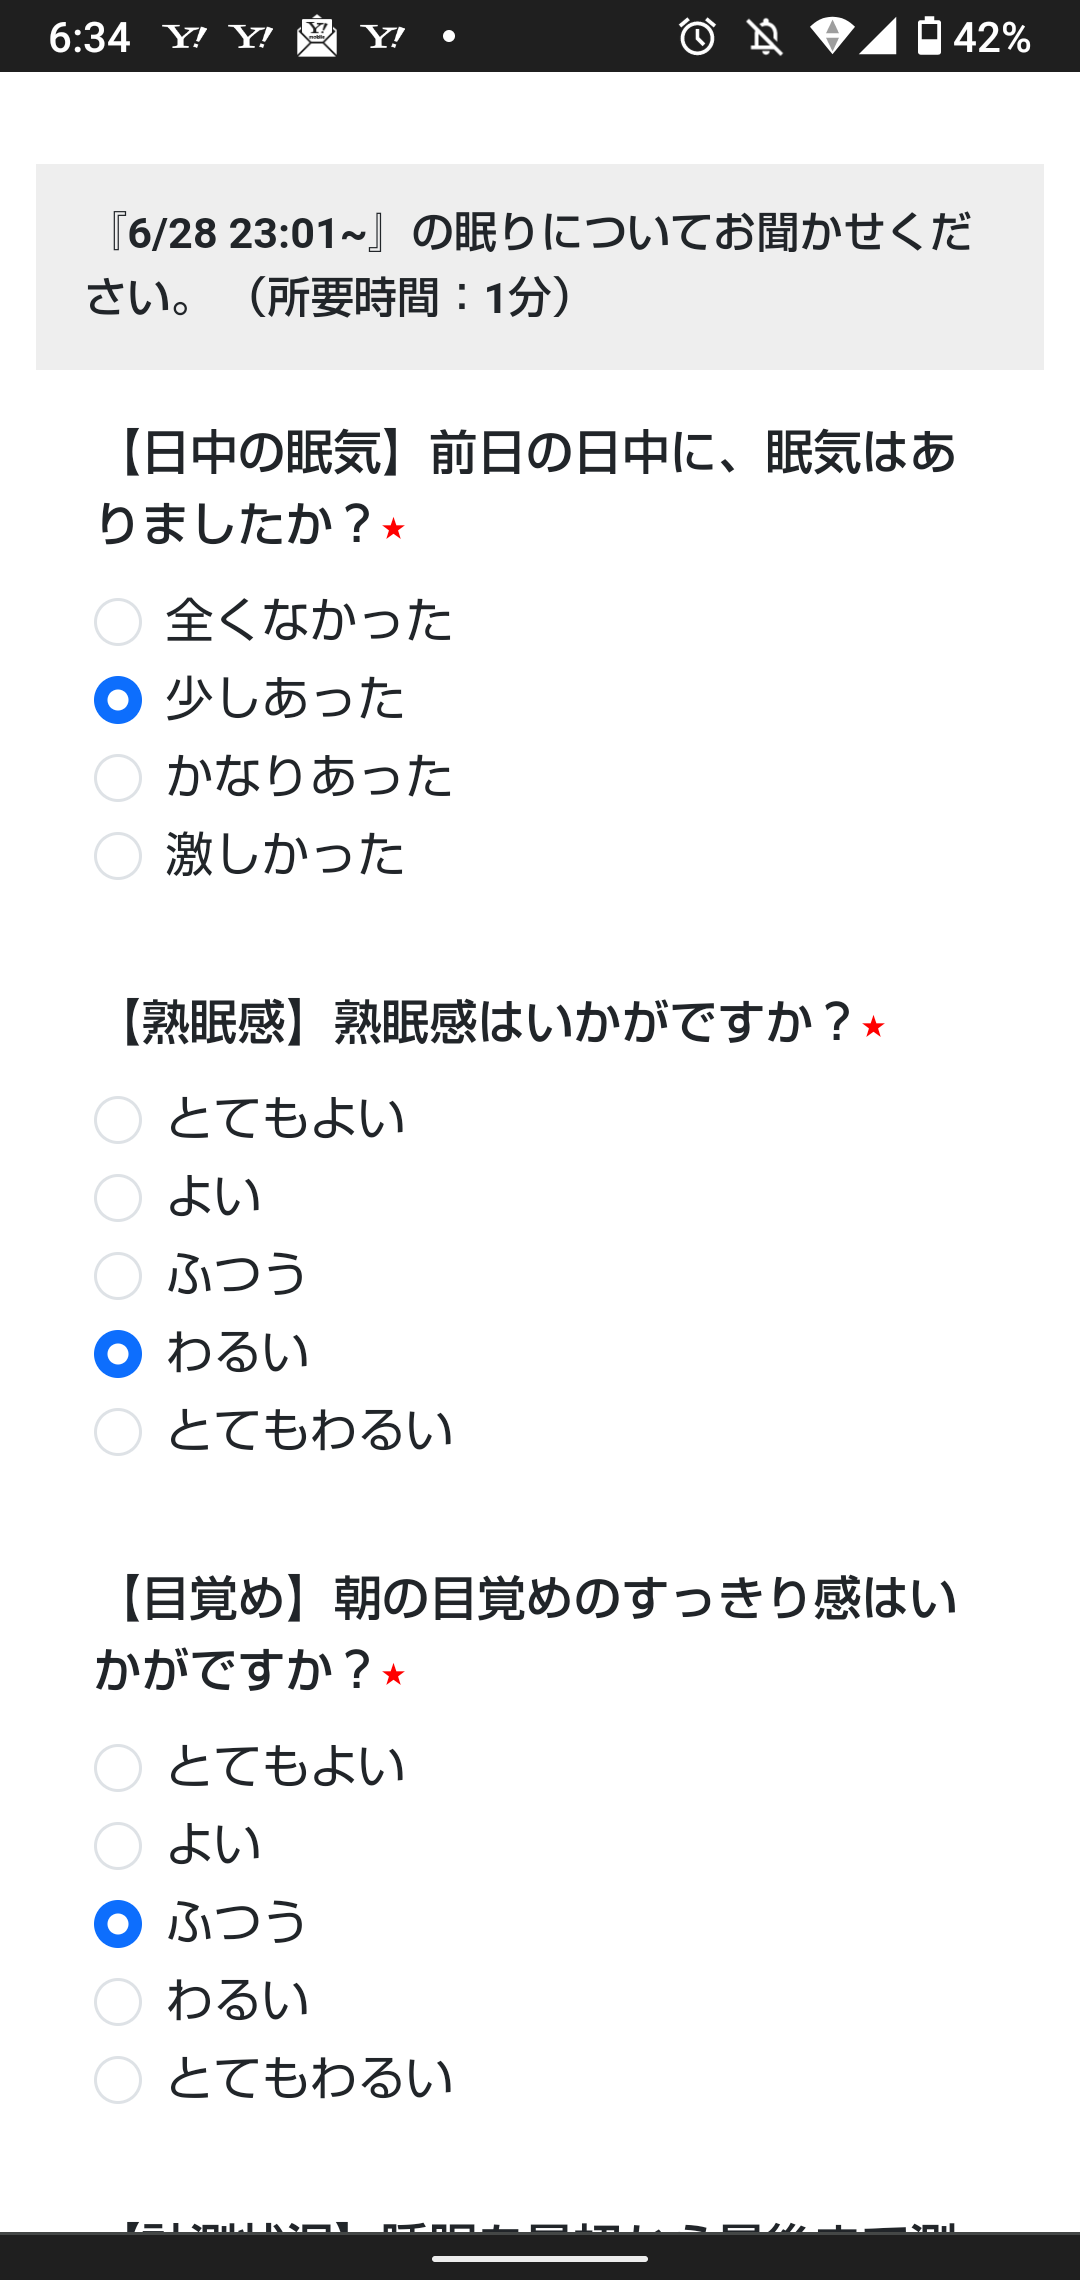 6:34 Y! Y! Y! mobile Y! 42%
『6/28 23:01~』の眠りについてお聞かせくだ
さい。（所要時間：1分）
【日中の眠気】前日の日中に、眠気はあ
りましたか？★
全くなかった
少しあった
かなりあった
激しかった
【熟眠感】熟眠感はいかがですか？★
とてもよい
よい
ふつう
わるい
とてもわるい
【目覚め】朝の目覚めのすっきり感はい
かがですか？★
とてもよい
よい
ふつう
わるい
とてもわるい